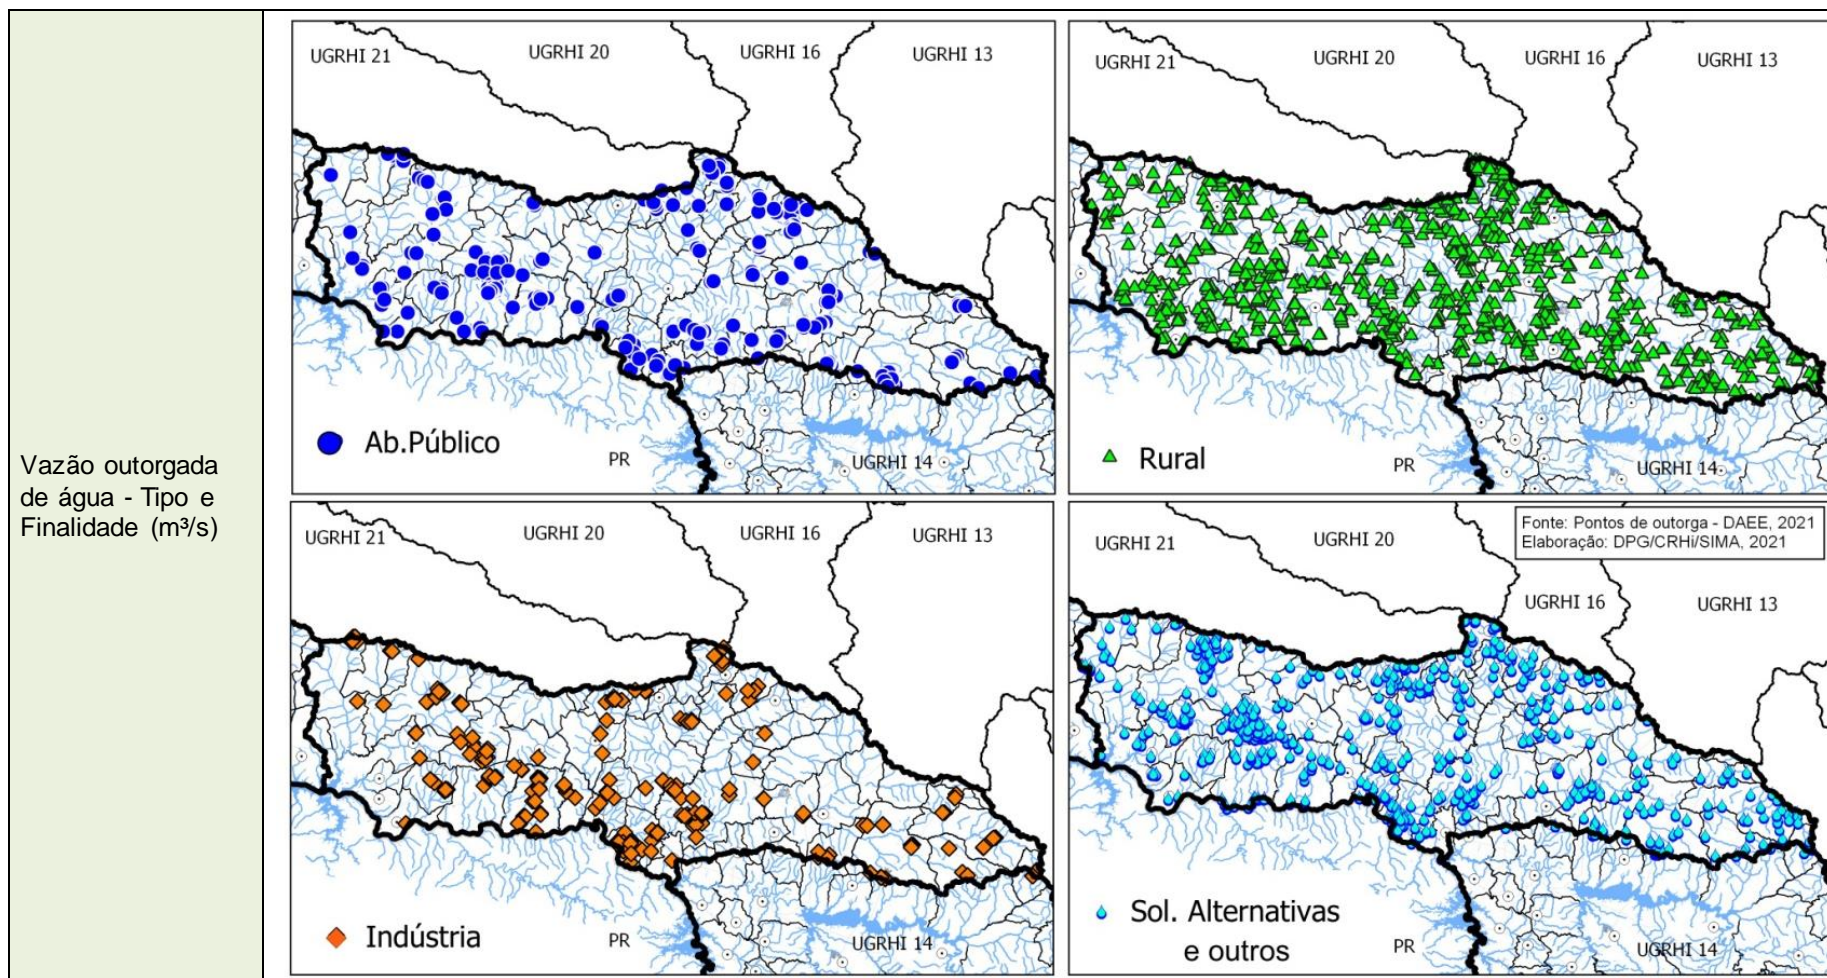 Vazão outorgada
de água - Tipo e
Finalidade (m³/s)
UGRHI 21
UGRHI 20
UGRHI 16
UGRHI 13
Ab.Público
PR
UGRHI 14
UGRHI 21
UGRHI 20
UGRHI 16
UGRHI 13
Rural
PR
UGRHI 14
UGRHI 21
UGRHI 20
UGRHI 16
UGRHI 13
Indústria
PR
UGRHI 14
Fonte: Pontos de outorga - DAEE, 2021
Elaboração: DPG/CRHi/SIMA, 2021
UGRHI 21
UGRHI 20
UGRHI 16
UGRHI 13
Sol. Alternativas
e outros
PR
UGRHI 14